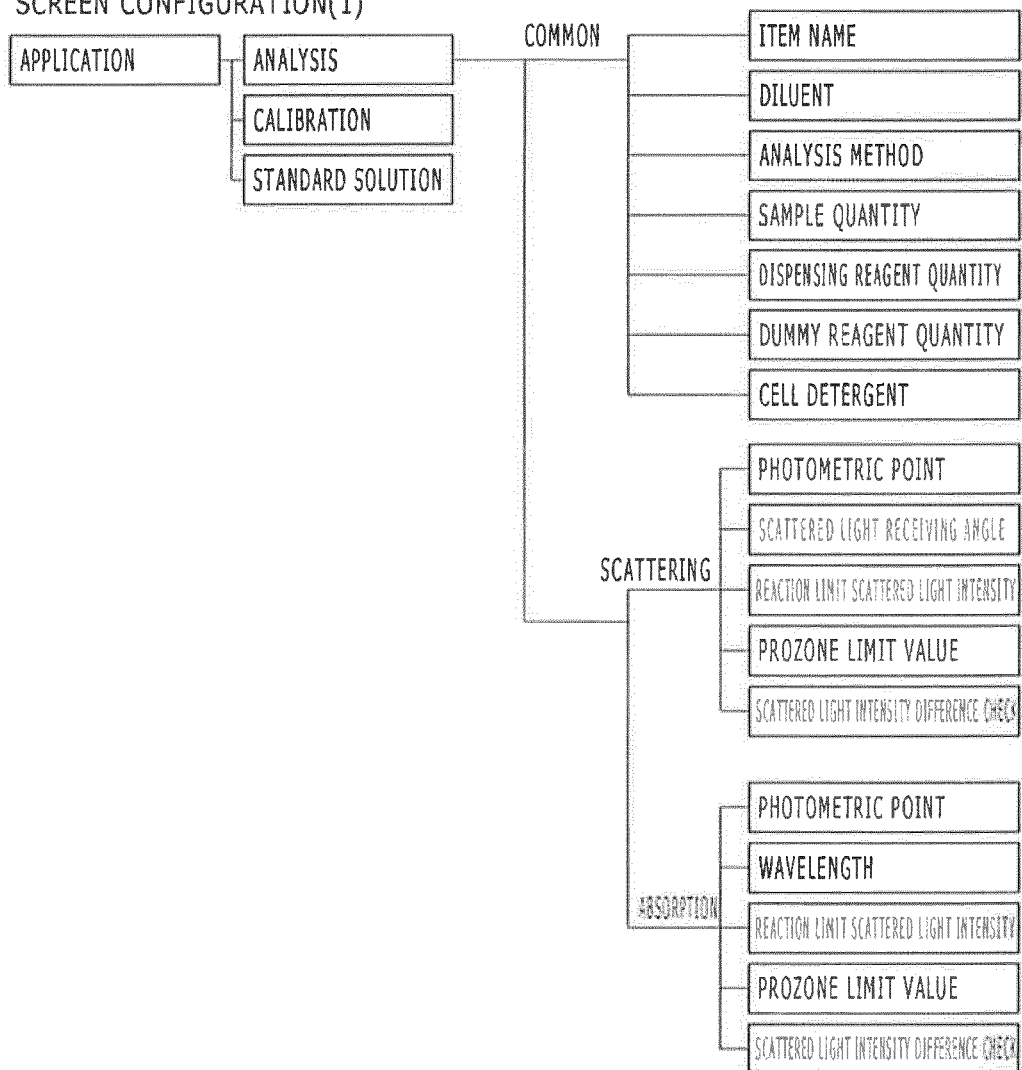 SCREEN CONFIGURATION(1)
APPLICATION
ANALYSIS
CALIBRATION
STANDARD SOLUTION
COMMON
ITEM NAME
DILUENT
ANALYSIS METHOD
SAMPLE QUANTITY
DISPENSING REAGENT QUANTITY
DUMMY REAGENT QUANTITY
CELL DETERGENT
SCATTERING
PHOTOMETRIC POINT
SCATTERED LIGHT RECEIVING ANGLE
REACTION LIMIT SCATTERED LIGHT INTENSITY
PROZONE LIMIT VALUE
SCATTERED LIGHT INTENSITY DIFFERENCE CHECK
ABSORPTION
PHOTOMETRIC POINT
WAVELENGTH
REACTION LIMIT SCATTERED LIGHT INTENSITY
PROZONE LIMIT VALUE
SCATTERED LIGHT INTENSITY DIFFERENCE CHECK